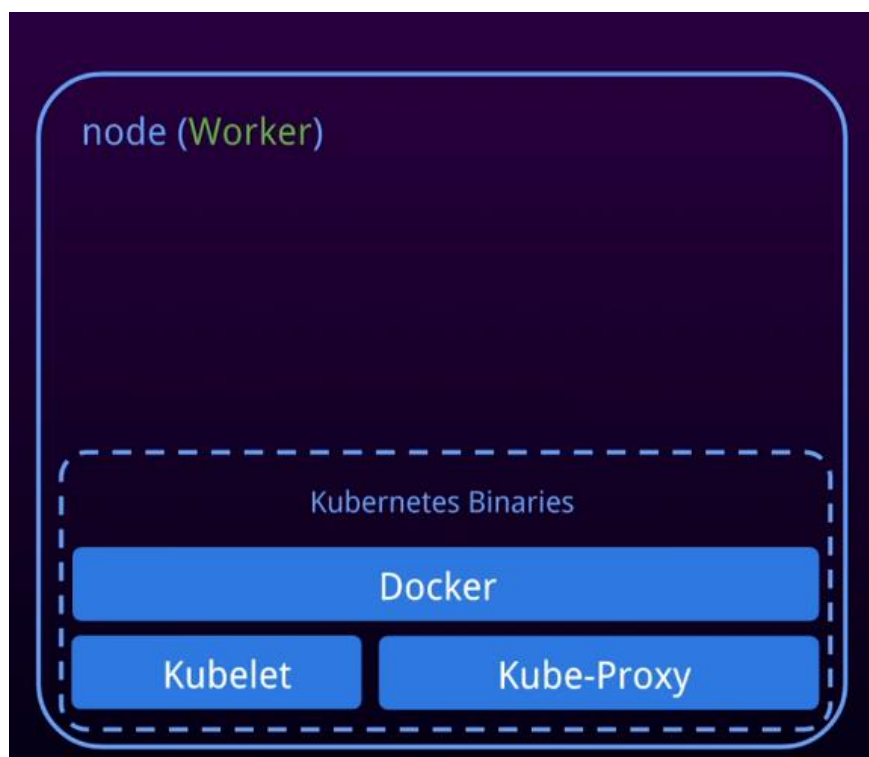 node (Worker)
Kubernetes Binaries
Docker
Kubelet Kube-Proxy